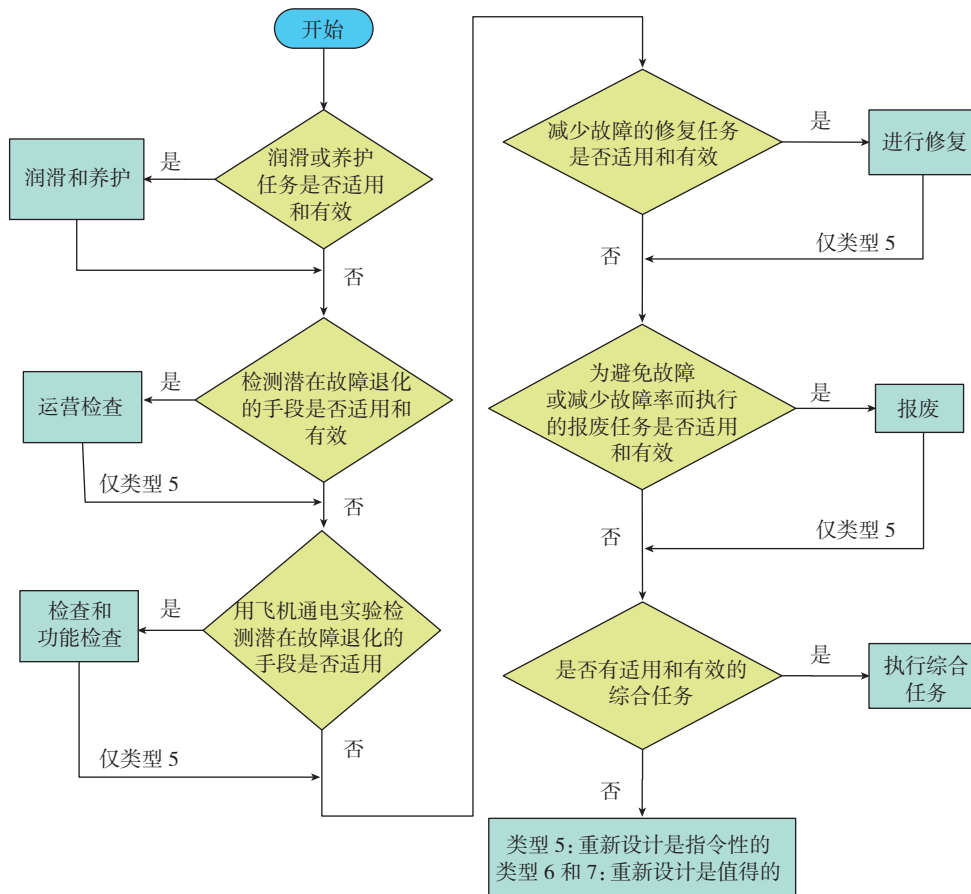 开始
润滑或养护
任务是否适用
和有效
是
润滑和养护
否
检测潜在故障退化
的手段是否适用和
有效
是
运营检查
仅类型 5
否
用飞机通电实验检
测潜在故障退化的
手段是否适用
是
检查和
功能检查
仅类型 5
否
减少故障的修复任务
是否适用和有效
是
进行修复
仅类型 5
否
为避免故障
或减少故障率而执行
的报废任务是否适用
和有效
是
报废
仅类型 5
否
是否有适用和有效的
综合任务
是
执行综合
任务
否
类型 5：重新设计是指令性的
类型 6 和 7：重新设计是值得的